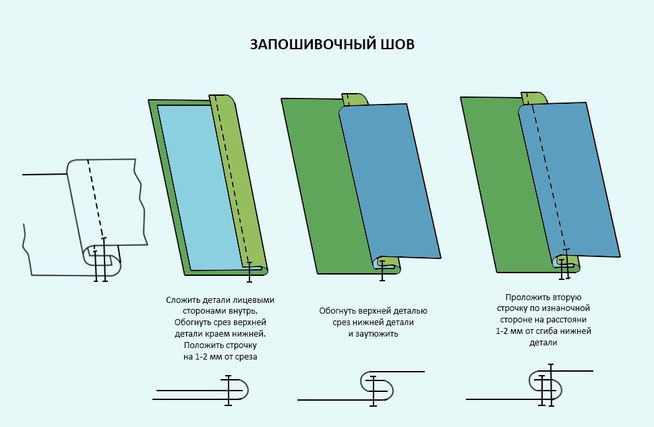 ЗАПОШИВОЧНЫЙ ШОВ
Сложить детали лицевыми
сторонами внутрь.
Обогнуть срез верхней
детали краем нижней.
Положить строчку
на 1-2 мм от среза
Обогнуть верхней деталью
срез нижней детали
и заутюжить
Проложить вторую
строчку по изнаночной
стороне на расстояни
1-2 мм от сгиба нижней
детали